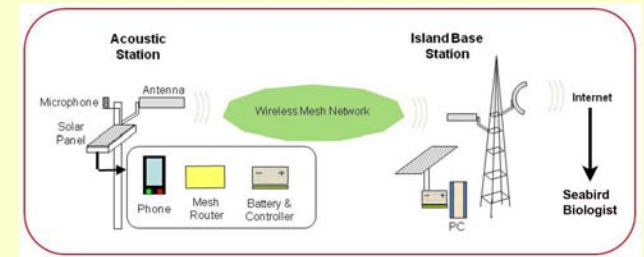 Acoustic
Station
Island Base
Station
Antenna
Microphone
Solar
Panel
Wireless Mesh Network
Internet
Phone
Mesh
Router
Battery &
Controller
PC
Seabird
Biologist